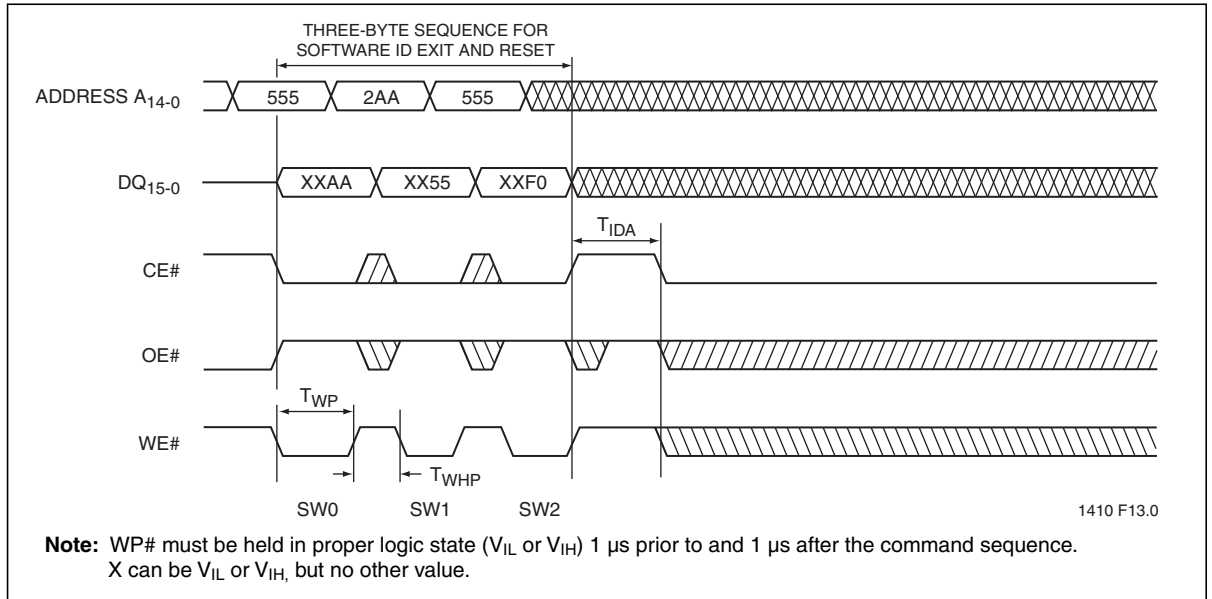 THREE-BYTE SEQUENCE FOR
SOFTWARE ID EXIT AND RESET
ADDRESS A14-0
555
2AA
555
DQ15-0
XXAA
XX55
XXF0
TIDA
CE#
OE#
TWP
WE#
TWHP
SW0
SW1
SW2
1410 F13.0
Note: WP# must be held in proper logic state (VIL or VIH) 1 µs prior to and 1 µs after the command sequence.
X can be VIL or VIH, but no other value.